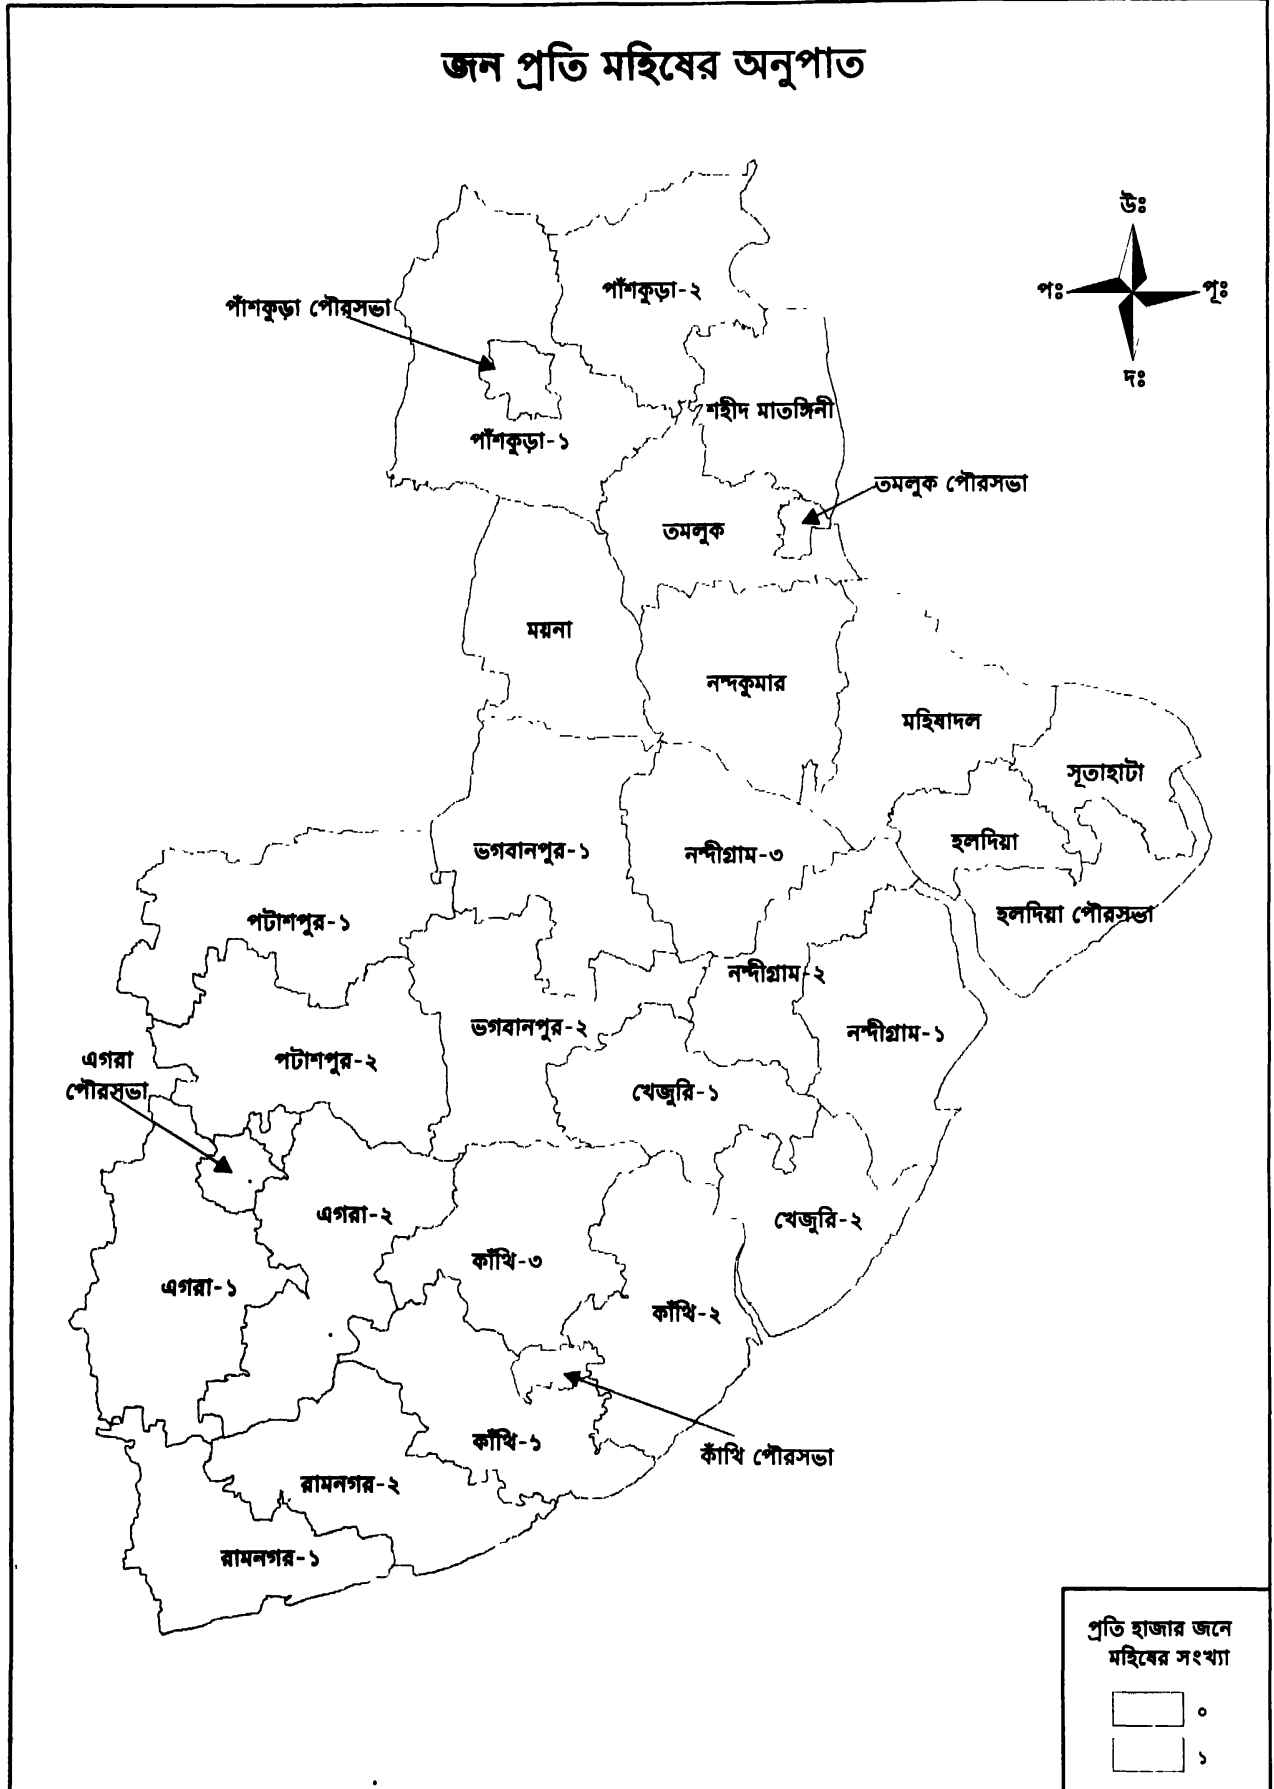 জন প্রতি মহিষের অনুপাত
উঃ
পঃ
পূঃ
দঃ
পাঁশকুড়া-২
পাঁশকুড়া পৌরসভা
শহীদ মাতঙ্গিনী
পাঁশকুড়া-১
তমলুক পৌরসভা
তমলুক
ময়না
নন্দকুমার
মহিষাদল
সূতাহাটা
হলদিয়া
ভগবানপুর-১
নন্দীগ্রাম-৩
হলদিয়া পৌরসভা
পটাশপুর-১
নন্দীগ্রাম-২
ভগবানপুর-২
নন্দীগ্রাম-১
এগরা
পৌরসভা
পটাশপুর-২
খেজুরি-১
এগরা-২
খেজুরি-২
কাঁথি-৩
এগরা-১
কাঁথি-২
কাঁথি-১
কাঁথি পৌরসভা
রামনগর-২
রামনগর-১
প্রতি হাজার জনে
মহিষের সংখ্যা
০
১